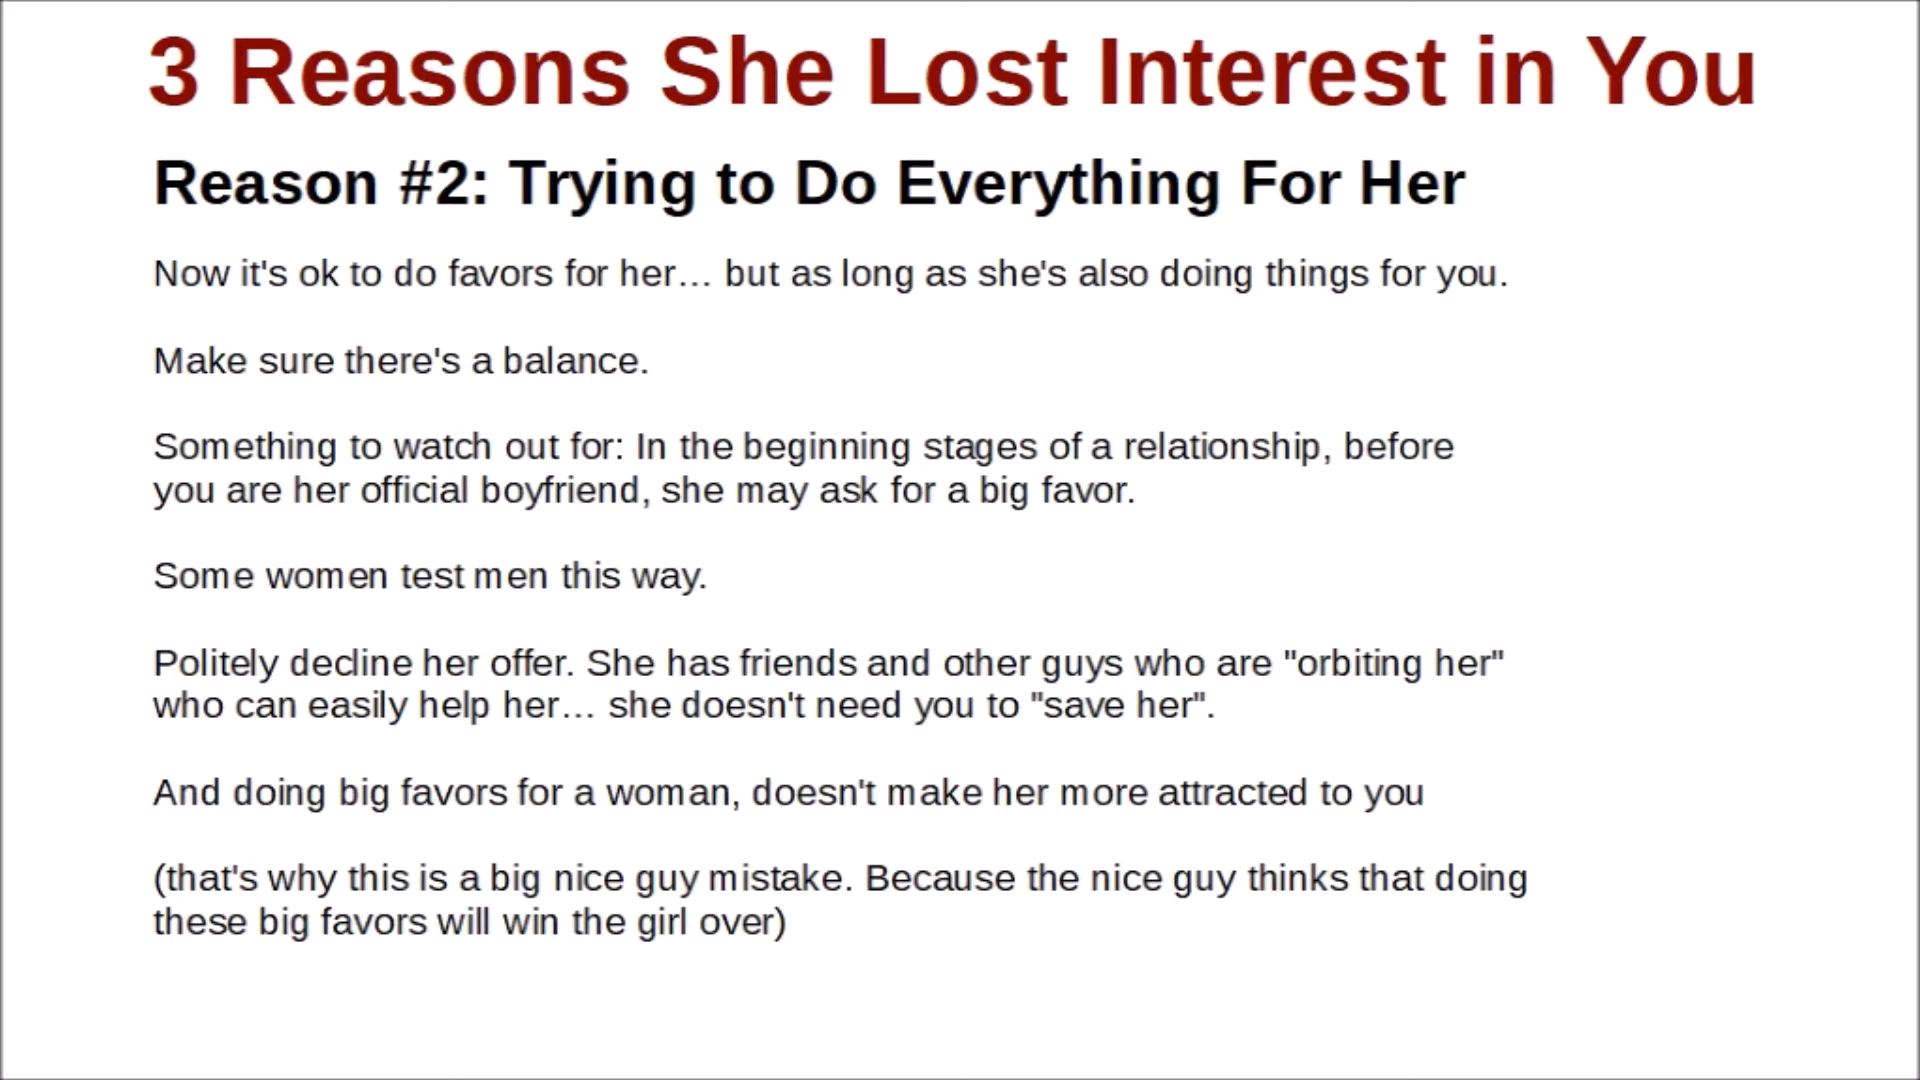 3 Reasons She Lost Interest in You
Reason #2: Trying to Do Everything For Her
Now it's ok to do favors for her… but as long as she's also doing things for you.
Make sure there's a balance.
Something to watch out for: In the beginning stages of a relationship, before
you are her official boyfriend, she may ask for a big favor.
Some women test men this way.
Politely decline her offer. She has friends and other guys who are "orbiting her"
who can easily help her… she doesn't need you to "save her".
And doing big favors for a woman, doesn't make her more attracted to you
(that's why this is a big nice guy mistake. Because the nice guy thinks that doing
these big favors will win the girl over)